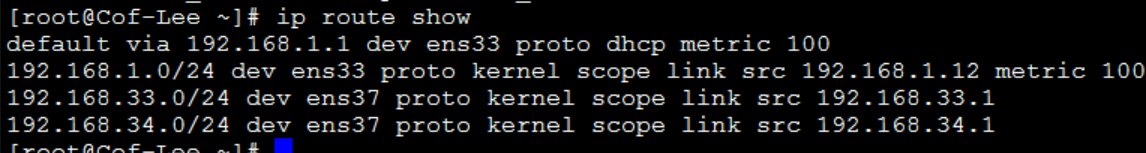 [root@Cof-Lee ~]# ip route show
default via 192.168.1.1 dev ens33 proto dhcp metric 100
192.168.1.0/24 dev ens33 proto kernel scope link src 192.168.1.12 metric 100
192.168.33.0/24 dev ens37 proto kernel scope link src 192.168.33.1
192.168.34.0/24 dev ens37 proto kernel scope link src 192.168.34.1
[root@Cof-Lee ~]#